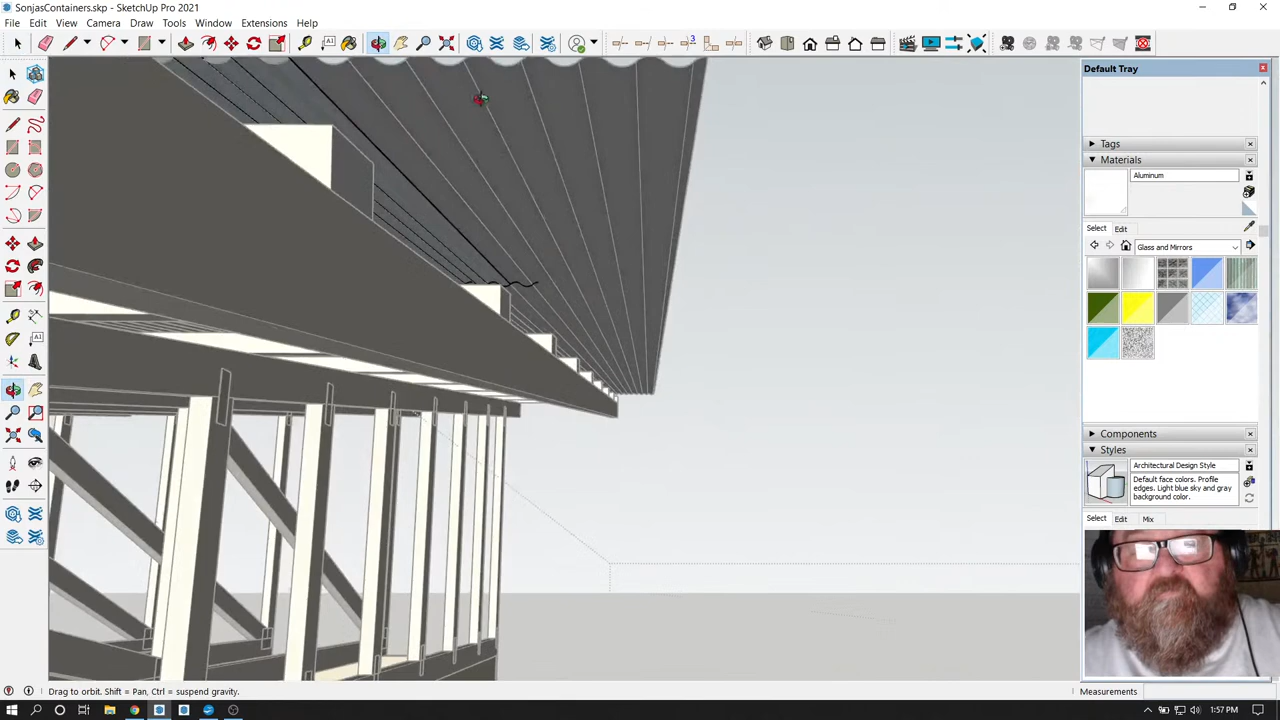 SonjasContainers.skp - SketchUp Pro 2021
File Edit View Camera Draw Tools Window Extensions Help
3
Default Tray
Tags
Materials
Aluminum
Select Edit
Glass and Mirrors
Components
Styles
Architectural Design Style
Default face colors. Profile
edges. Light blue sky and gray
background color.
Select Edit Mix
Drag to orbit. Shift = Pan, Ctrl = suspend gravity.
Measurements
1:57 PM